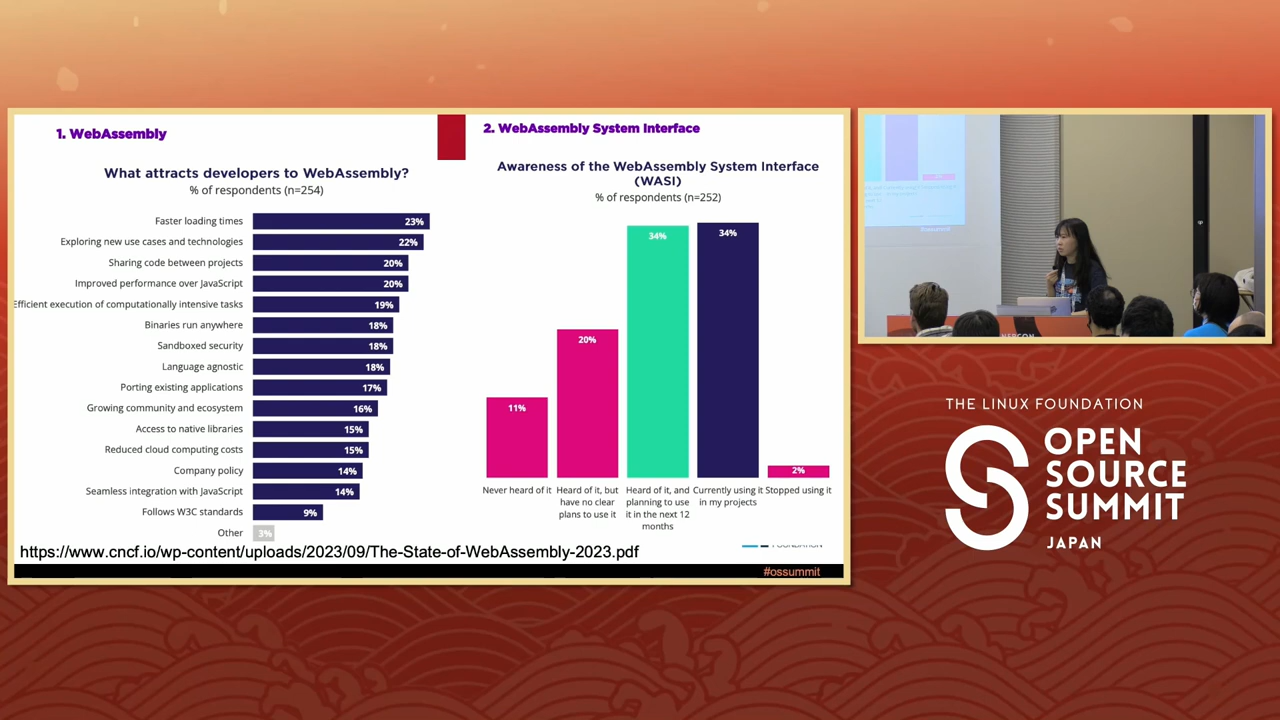 1. WebAssembly
What attracts developers to WebAssembly?
% of respondents (n=254)
Faster loading times 23%
Exploring new use cases and technologies 22%
Sharing code between projects 20%
Improved performance over JavaScript 20%
Efficient execution of computationally intensive tasks 19%
Binaries run anywhere 18%
Sandboxed security 18%
Language agnostic 18%
Porting existing applications 17%
Growing community and ecosystem 16%
Access to native libraries 15%
Reduced cloud computing costs 15%
Company policy 14%
Seamless integration with JavaScript 14%
Follows W3C standards 9%
Other 3%
2. WebAssembly System Interface
Awareness of the WebAssembly System Interface
(WASI)
% of respondents (n=252)
11%
20%
34%
34%
2%
Never heard of it
Heard of it, but
have no clear
plans to use it
Heard of it, and
planning to use
it in the next 12
months
Currently using it
in my projects
Stopped using it
https://www.cncf.io/wp-content/uploads/2023/09/The-State-of-WebAssembly-2023.pdf
#ossummit
THE LINUX FOUNDATION
OPEN
SOURCE
SUMMIT
JAPAN